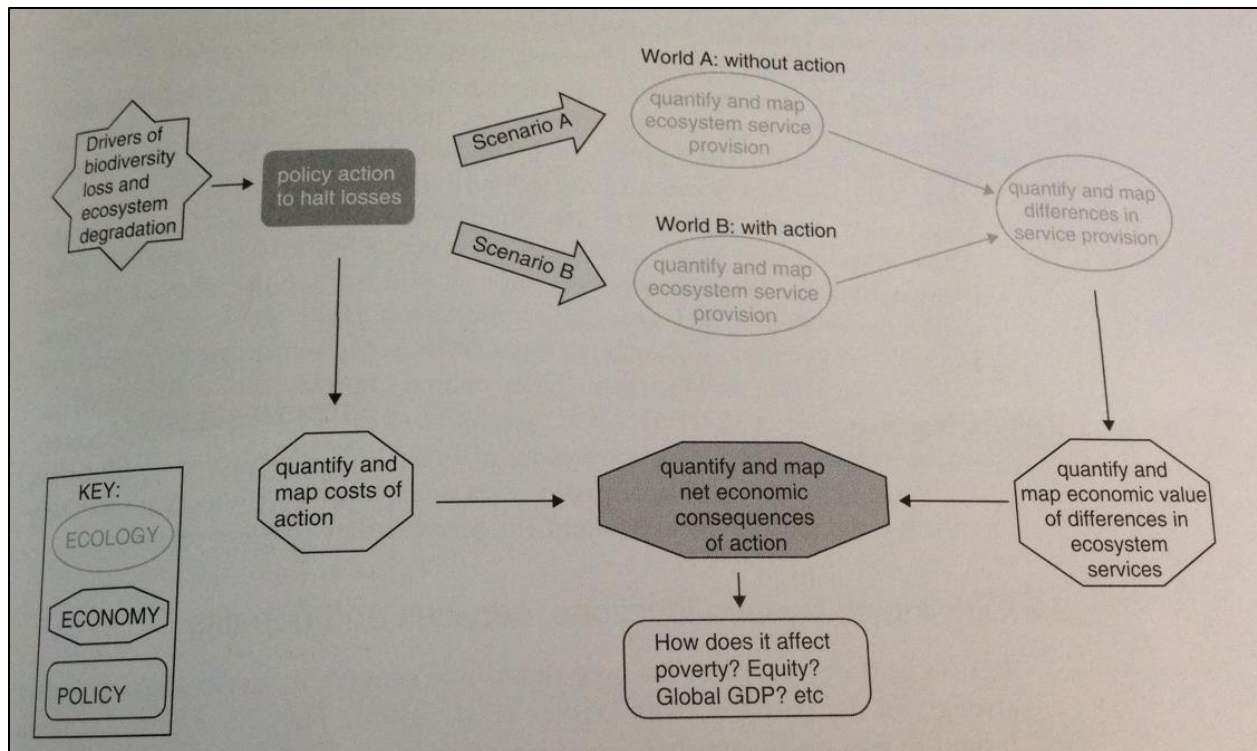 World A: without action
quantify and map
ecosystem service
provision
Drivers of
biodiversity
loss and
ecosystem
degradation
policy action
to halt losses
Scenario A
Scenario B
World B: with action
quantify and map
ecosystem service
provision
quantify and map
differences in
service provision
quantify and
map costs of
action
quantify and map
net economic
consequences
of action
quantify and
map economic value
of differences in
ecosystem
services
KEY:
ECOLOGY
ECONOMY
POLICY
How does it affect
poverty? Equity?
Global GDP? etc